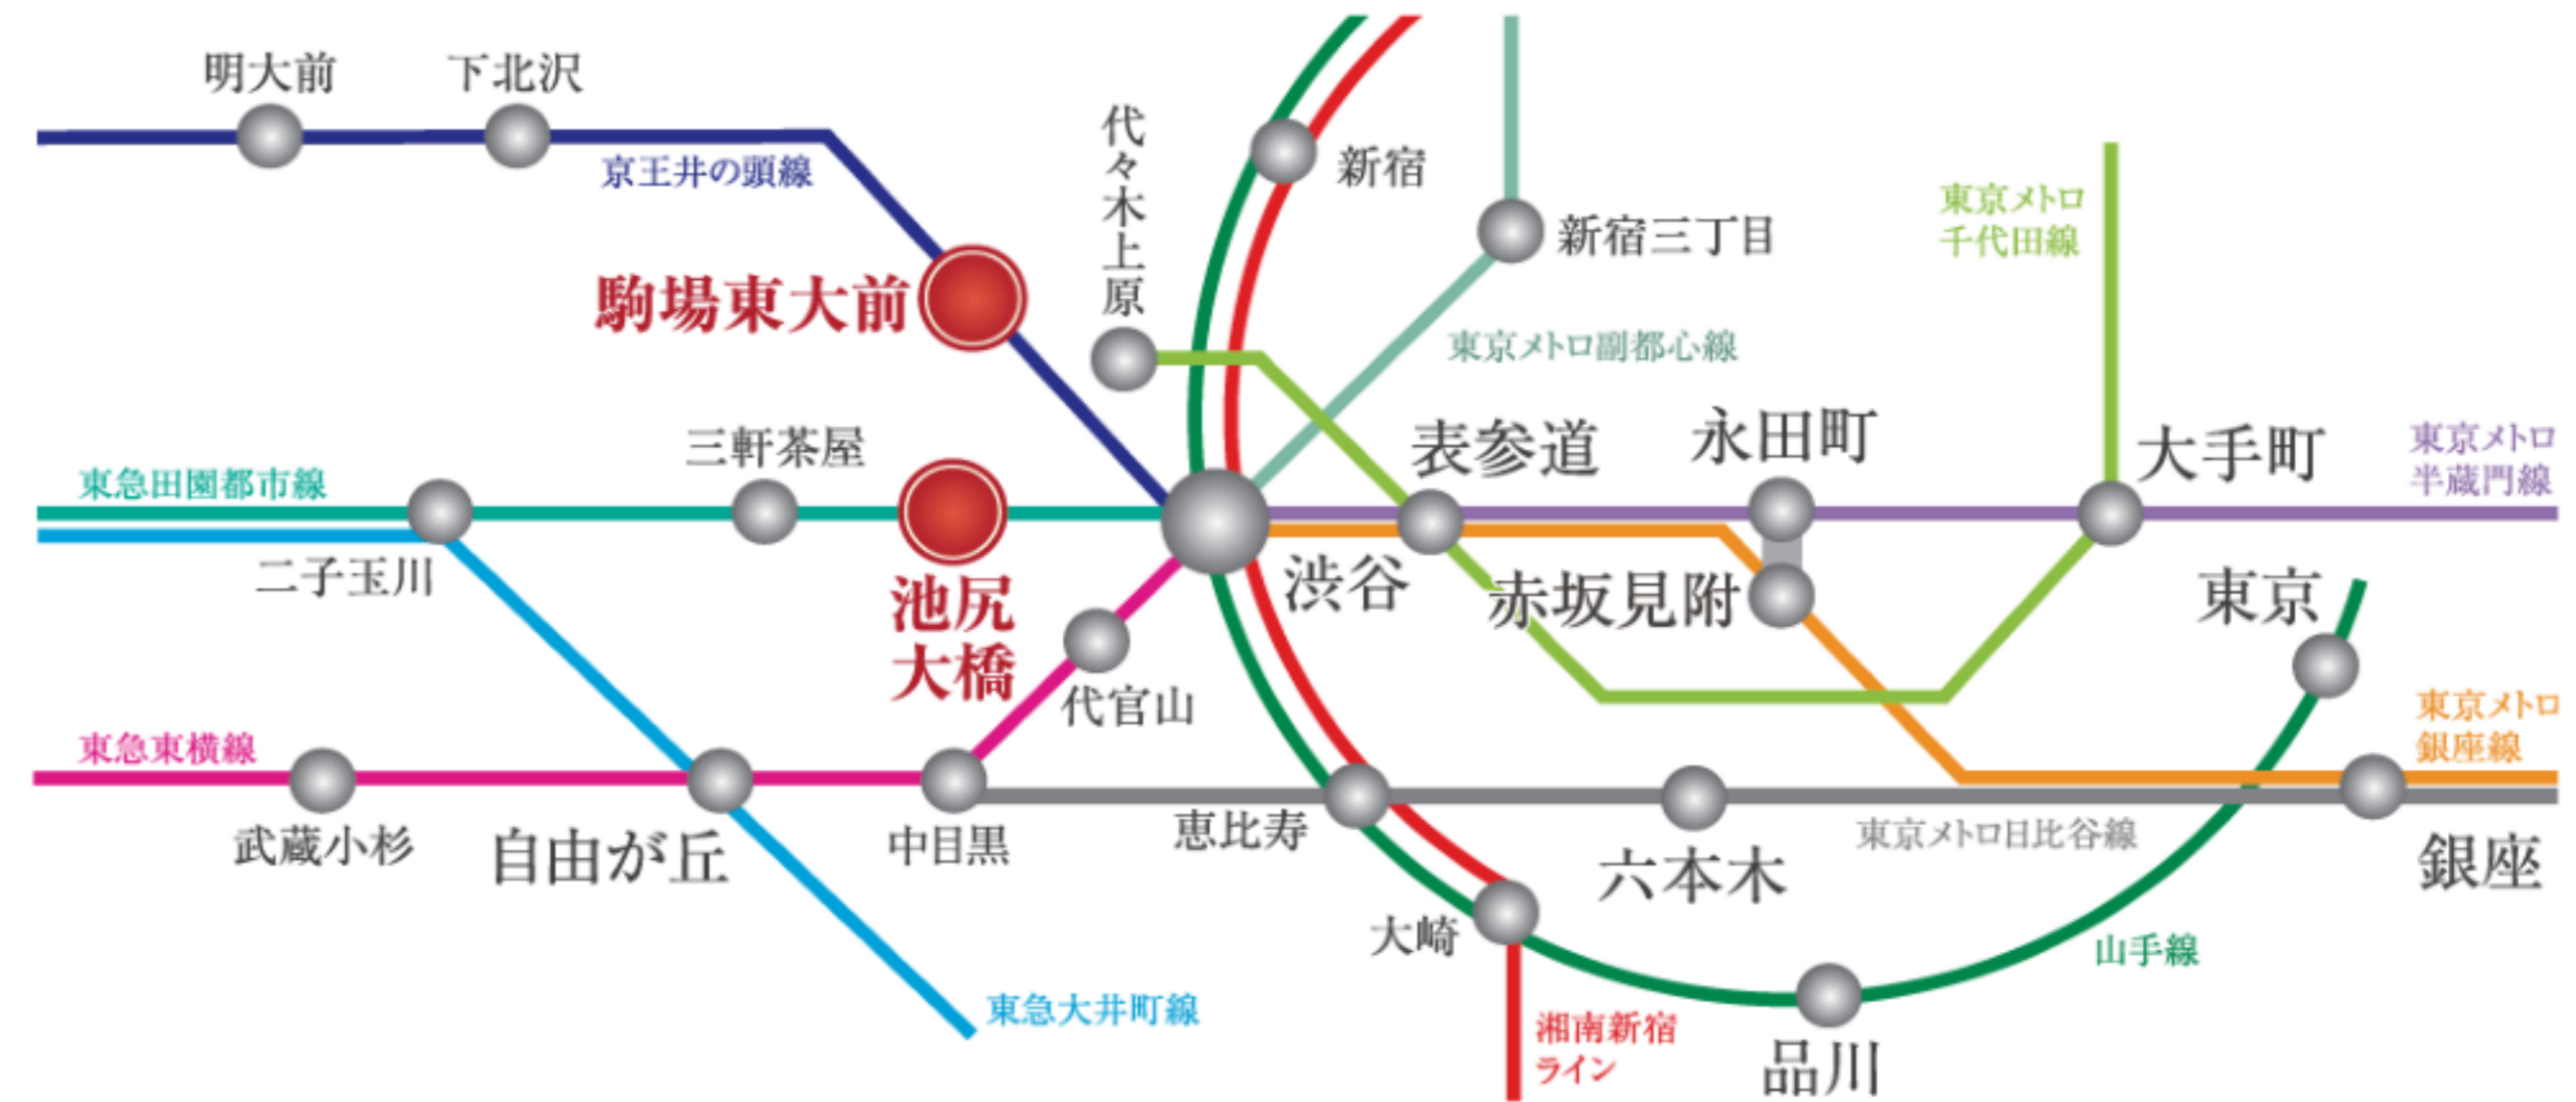 明大前
下北沢
京王井の頭線
代々木上原
新宿
新宿三丁目
東京メトロ
千代田線
駒場東大前
東京メトロ副都心線
表参道
永田町
大手町
東京メトロ
半蔵門線
東急田園都市線
三軒茶屋
二子玉川
池尻
大橋
渋谷
赤坂見附
東京
代官山
東急東横線
東京メトロ
銀座線
武蔵小杉
自由が丘
中目黒
恵比寿
六本木
東京メトロ日比谷線
銀座
大崎
山手線
東急大井町線
湘南新宿
ライン
品川